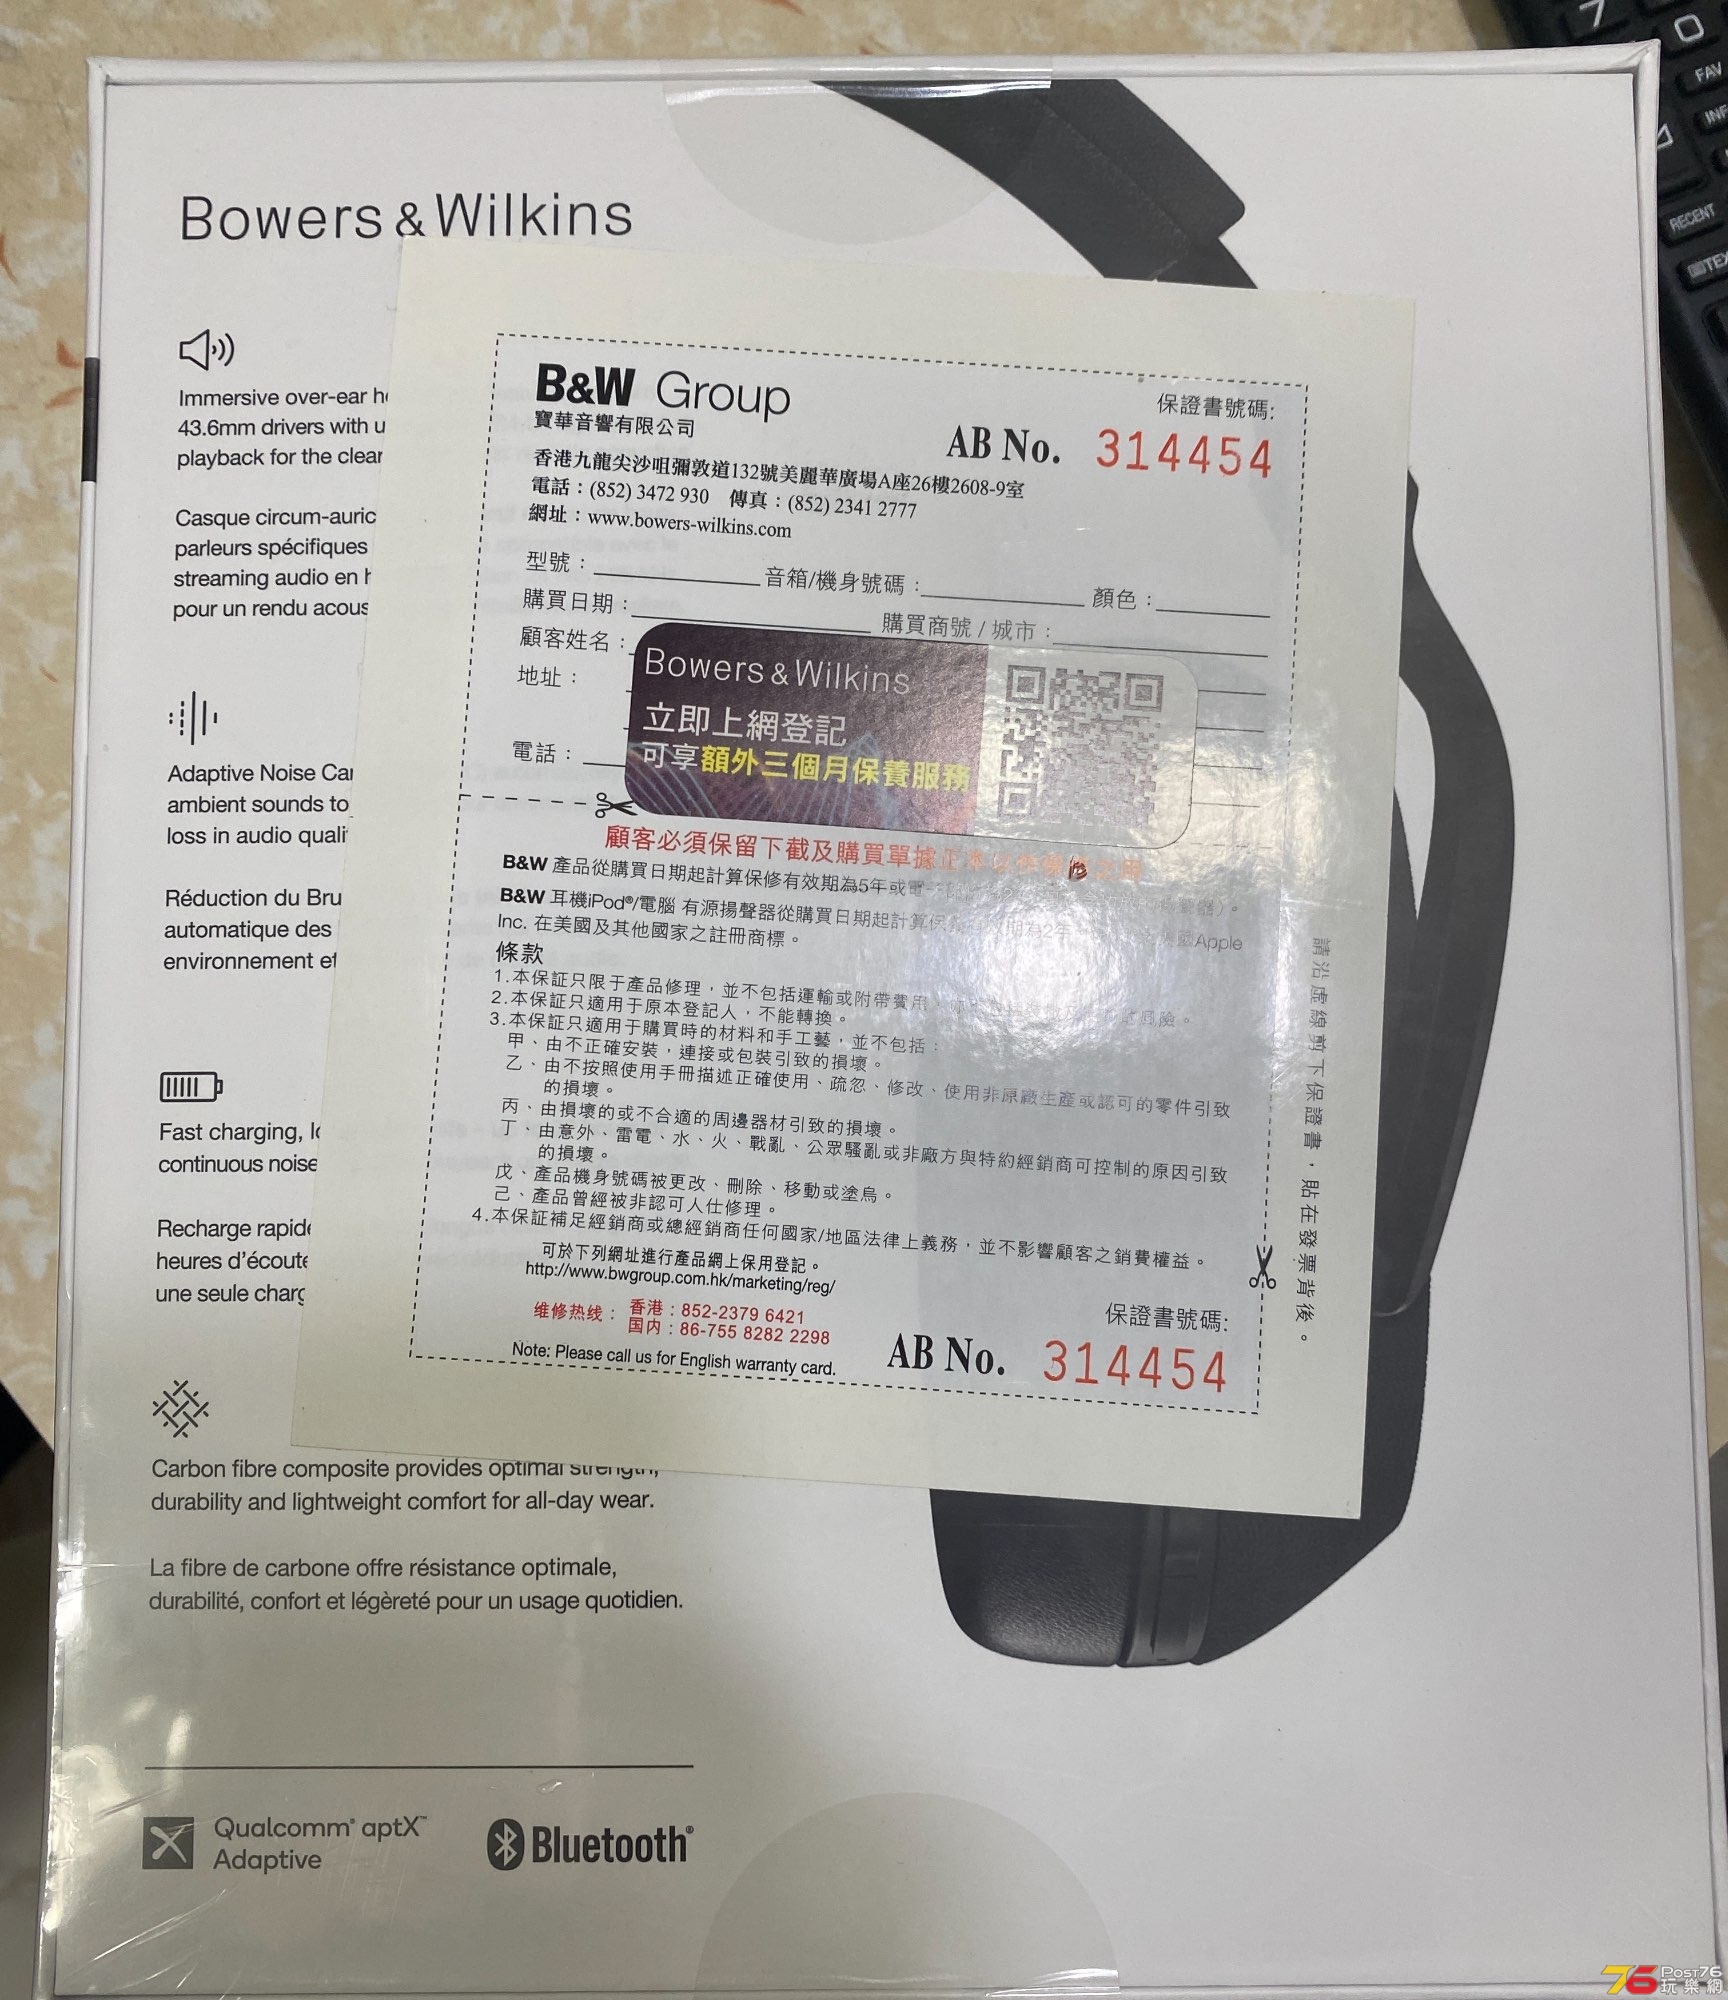 Bowers & Wilkins
Immersive over-ear
43.6mm drivers with
playback for the
Casque circum-auric
parleurs spécifiques
streaming audio en
pour un rendu
Adaptive Noise
ambient sounds to
loss in audio
Réduction du
automatique des
environnement
Fast charging,
continuous noise
Recharge
heures d'écoute
une seule
Carbon fibre composite provides optimal strength,
durability and lightweight comfort for all-day wear.
La fibre de carbone offre résistance optimale,
durabilité, confort et légèreté pour un usage quotidien.
Qualcomm® aptX™
Adaptive
Bluetooth®
B&W Group
寶華音響有限公司
保證書號碼:
AB No. 314454
香港九龍尖沙咀彌敦道132號美麗華廣場A座26樓2608-9室
電話：(852) 3472 930 傳真：(852) 2341 2777
網址：www.bowers-wilkins.com
型號： 音箱/機身號碼： 顏色：
購買日期： 購買商號 / 城市：
顧客姓名：
地址：
電話：
Bowers & Wilkins
立即上網登記
可享額外三個月保養服務
顧客必須保留下截及購買單據正本
B&W 產品從購買日期起計算保修有效期為5年或
B&W 耳機iPod®/電腦 有源揚聲器從購買日期起計算 期為2年 Apple
Inc. 在美國及其他國家之註冊商標。
條款
1.本保証只限于產品修理，並不包括運輸或附帶費用 風險。
2.本保証只適用于原本登記人，不能轉換。
3.本保証只適用于購買時的材料和手工藝，並不包括：
甲、由不正確安裝，連接或包裝引致的損壞。
乙、由不按照使用手冊描述正確使用、疏忽、修改、使用非原廠生產或認可的零件引致
的損壞。
丙、由損壞的或不合適的周邊器材引致的損壞。
丁、由意外、雷電、水、火、戰亂、公眾騷亂或非廠方與特約經銷商可控制的原因引致
的損壞。
戊、產品機身號碼被更改、刪除、移動或塗烏。
己、產品曾經被非認可人仕修理。
4.本保証補足經銷商或總經銷商任何國家/地區法律上義務，並不影響顧客之銷費權益。
可於下列網址進行產品網上保用登記。
http://www.bwgroup.com.hk/marketing/reg/
维修热线： 香港：852-2379 6421
国内：86-755 8282 2298
Note: Please call us for English warranty card.
保證書號碼:
AB No. 314454
請沿虛線剪下保證書，貼在發票背後。
7
0
FAV
RECENT
76 POST76
玩樂網